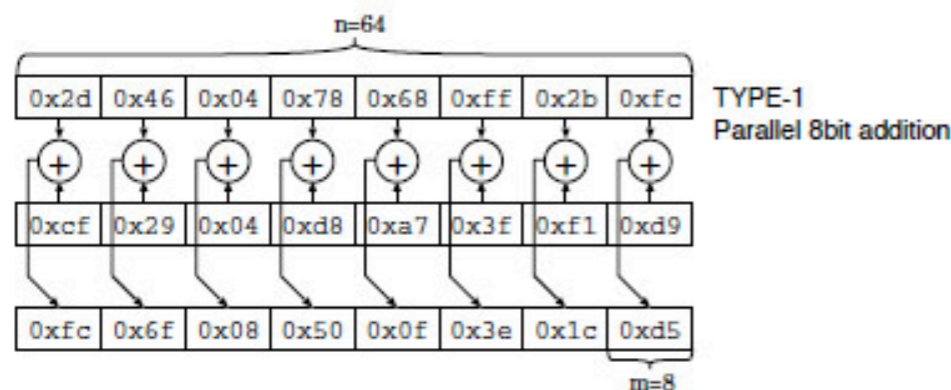 n=64
0x2d 0x46 0x04 0x78 0x68 0xff 0x2b 0xfc
TYPE-1
Parallel 8bit addition
+ + + + + + + +
0xcf 0x29 0x04 0xd8 0xa7 0x3f 0xf1 0xd9
0xfc 0x6f 0x08 0x50 0x0f 0x3e 0x1c 0xd5
m=8